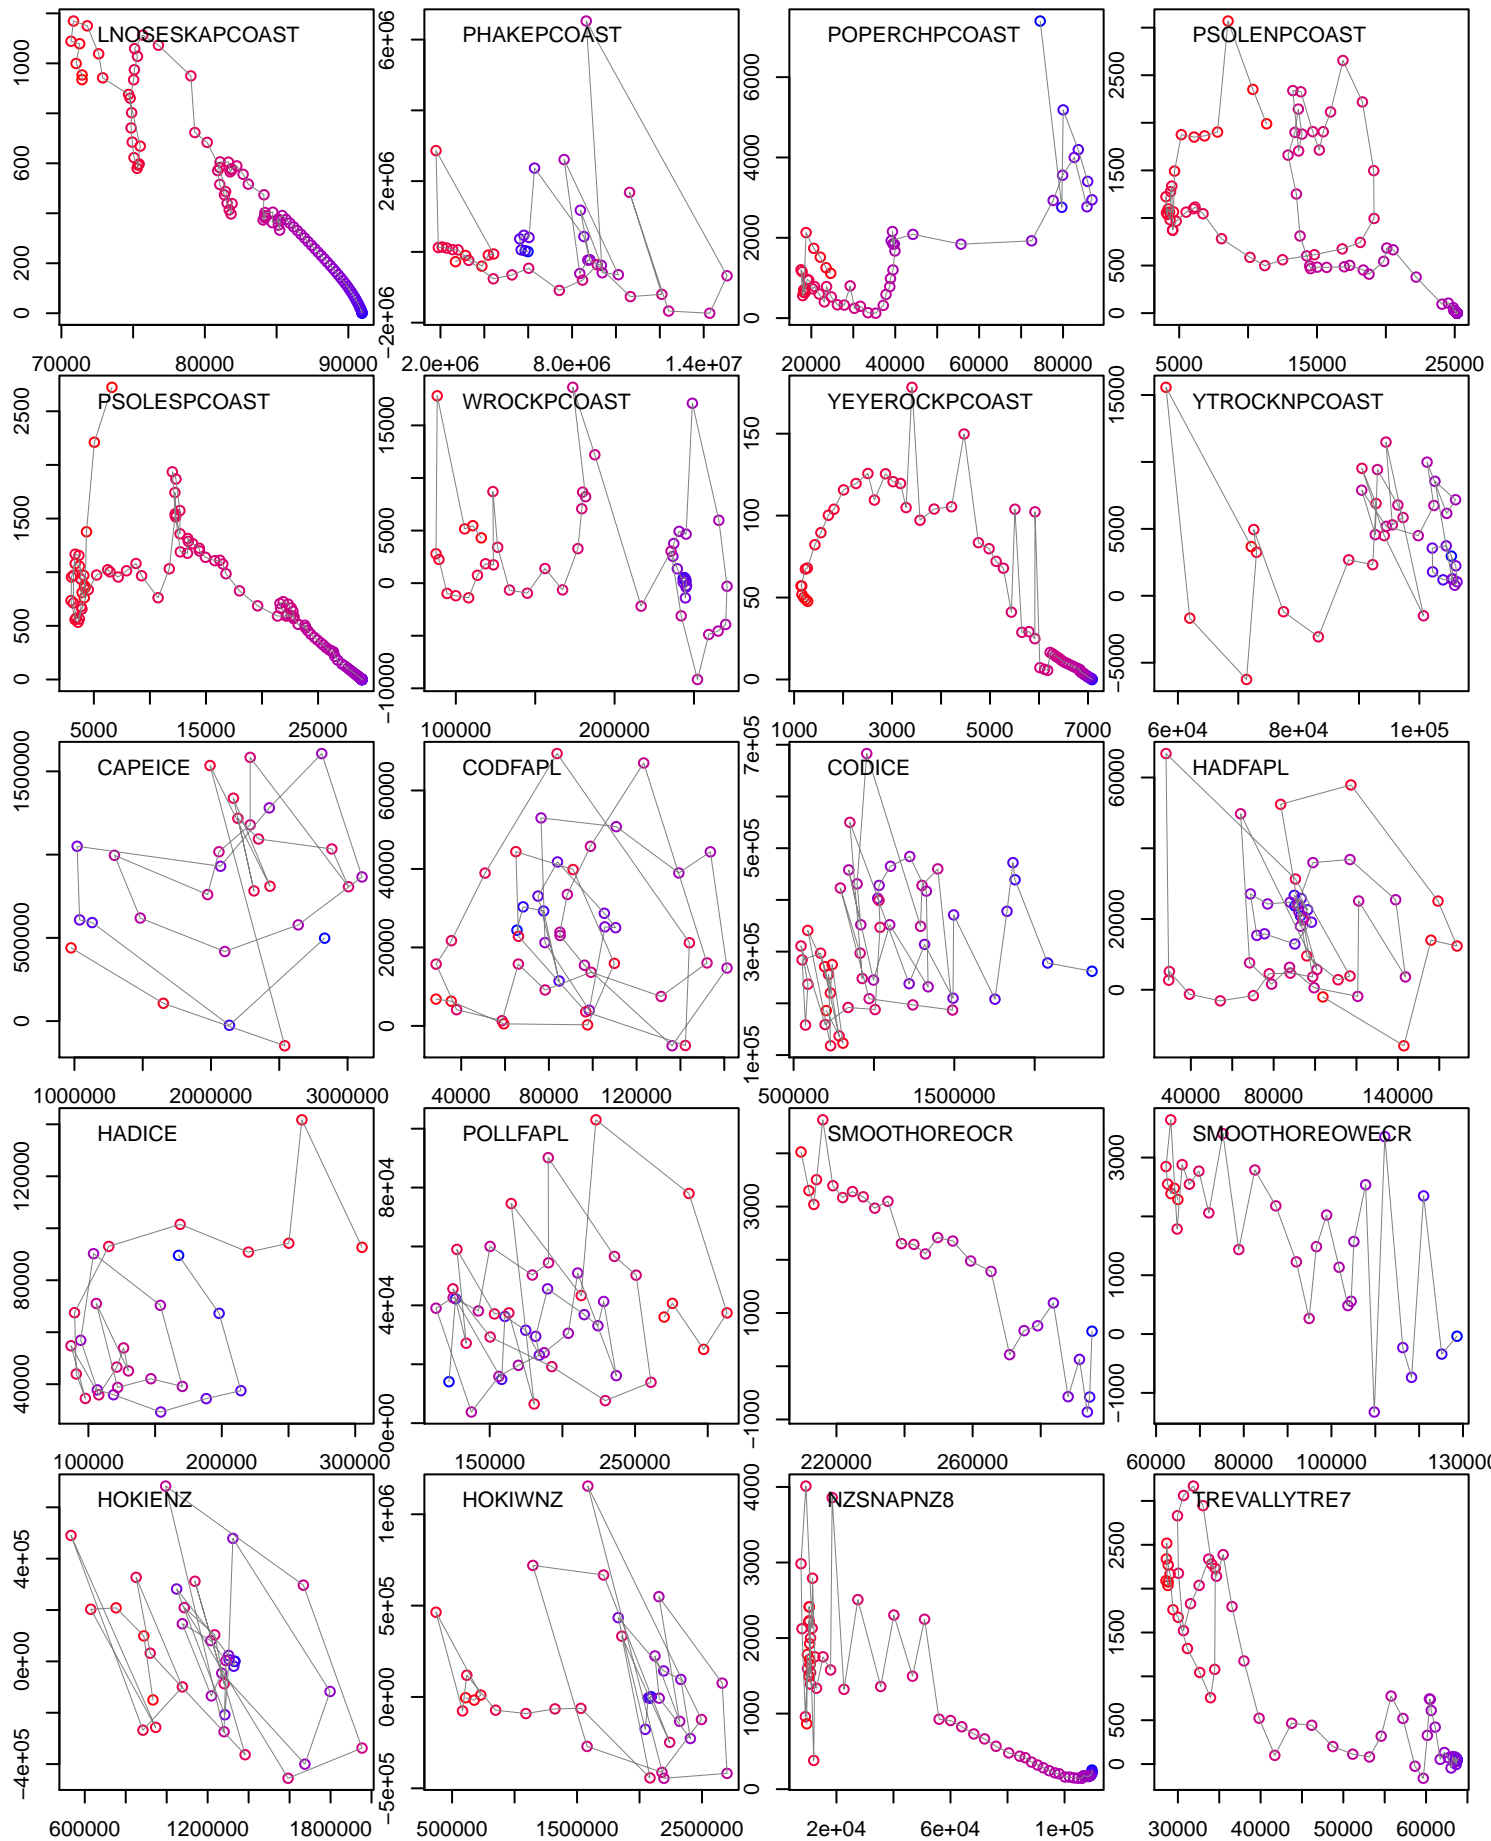 LNOSESKAPCOAST PHAKEPCOAST POPERCHPCOAST PSOLENPCOAST
0 200 600 1000
−2e+06 2e+06 6e+06
0 2000 4000 6000
0 500 1500 2500
70000 80000 90000 2.0e+06 8.0e+06 1.4e+07 20000 40000 60000 80000 5000 15000 25000
PSOLESPCOAST WROCKPCOAST YEYEROCKPCOAST YTROCKNPCOAST
0 500 1500 2500
−10000 0 5000 15000
0 50 100 150
−5000 0 5000 15000
5000 15000 25000 100000 200000 1000 3000 5000 7000 6e+04 8e+04 1e+05
CAPEICE CODFAPL CODICE HADFAPL
0 500000 1500000
0 20000 40000 60000
1e+05 3e+05 5e+05 7e+05
0 20000 60000
1000000 2000000 3000000 40000 80000 120000 500000 1500000 40000 80000 140000
HADICE POLLFAPL SMOOTHOREOCR SMOOTHOREOWECR
40000 80000 120000
0e+00 4e+04 8e+04
−1000 1000 3000
−1000 0 1000 3000
100000 200000 300000 150000 250000 220000 260000 60000 80000 100000 130000
HOKIENZ HOKIWNZ NZSNAPNZ8 TREVALLYTRE7
−4e+05 0e+00 4e+05
−5e+05 0e+00 5e+05 1e+06
0 1000 2000 3000 4000
0 500 1500 2500
600000 1200000 1800000 500000 1500000 2500000 2e+04 6e+04 1e+05 30000 40000 50000 60000